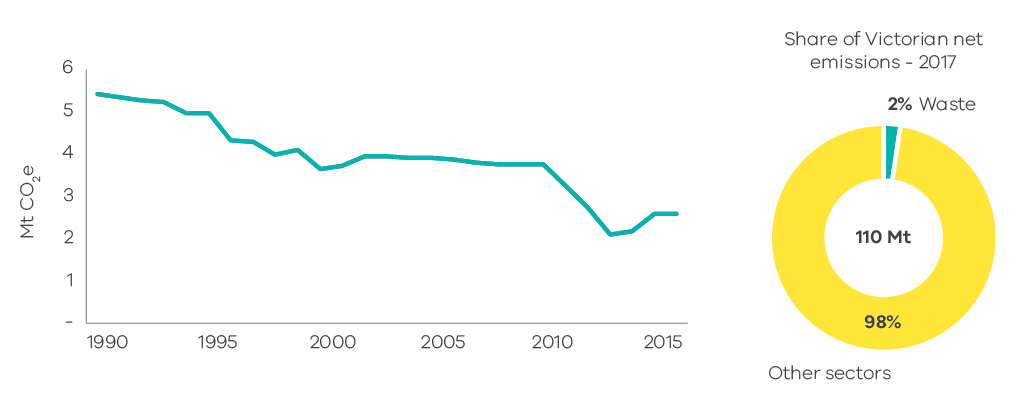 6
5
4
3
2
1
-
Mt CO₂e
1990 1995 2000 2005 2010 2015
Share of Victorian net
emissions - 2017
2% Waste
110 Mt
98%
Other sectors